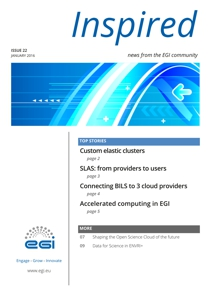 Inspired
ISSUE 22
JANUARY 2016
news from the EGI community
TOP STORIES
Custom elastic clusters
page 2
SLAS: from providers to users
page 3
Connecting BILS to 3 cloud providers
page 4
Accelerated computing in EGI
page 5
MORE
07 Shaping the Open Science Cloud of the future
09 Data for Science in ENVRI+
egi
Engage · Grow · Innovate
www.egi.eu